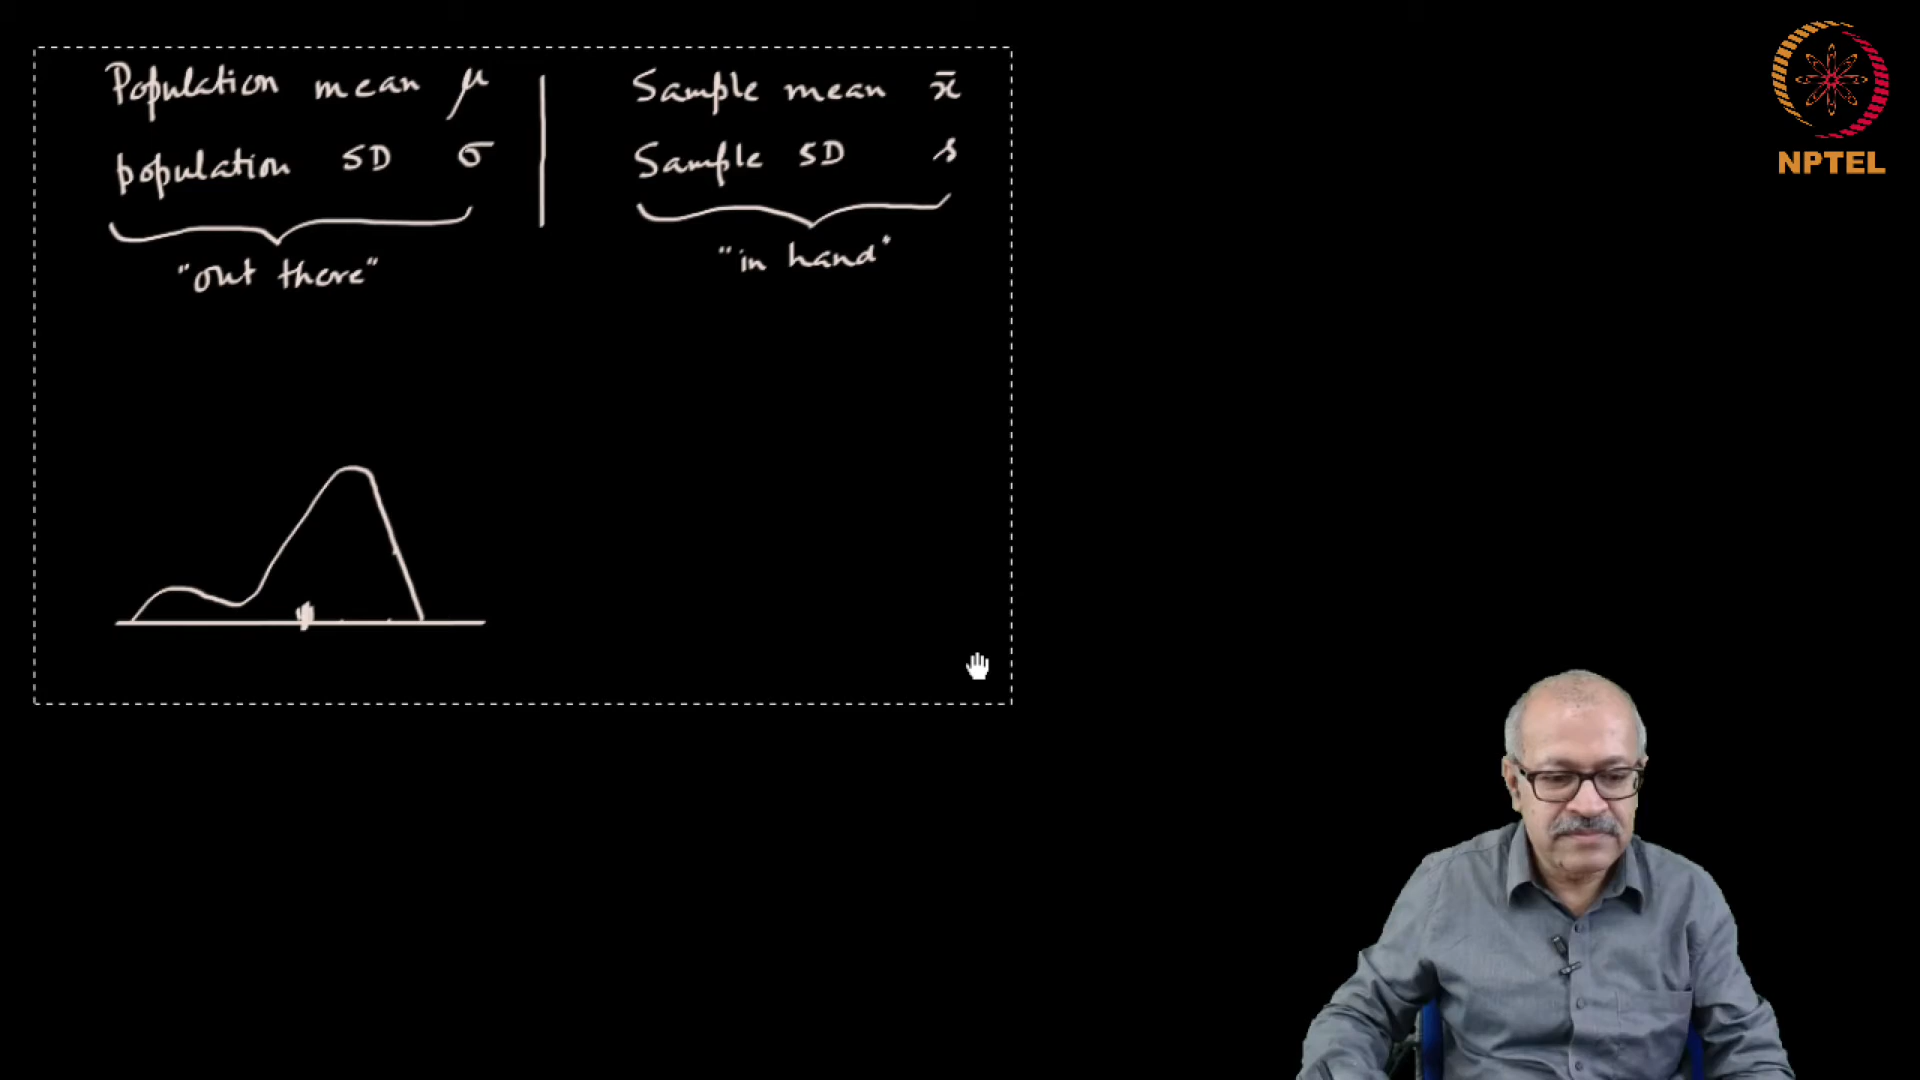 Population mean μ
population SD σ
"out there"
Sample mean x̄
Sample SD s
"in hand"
NPTEL